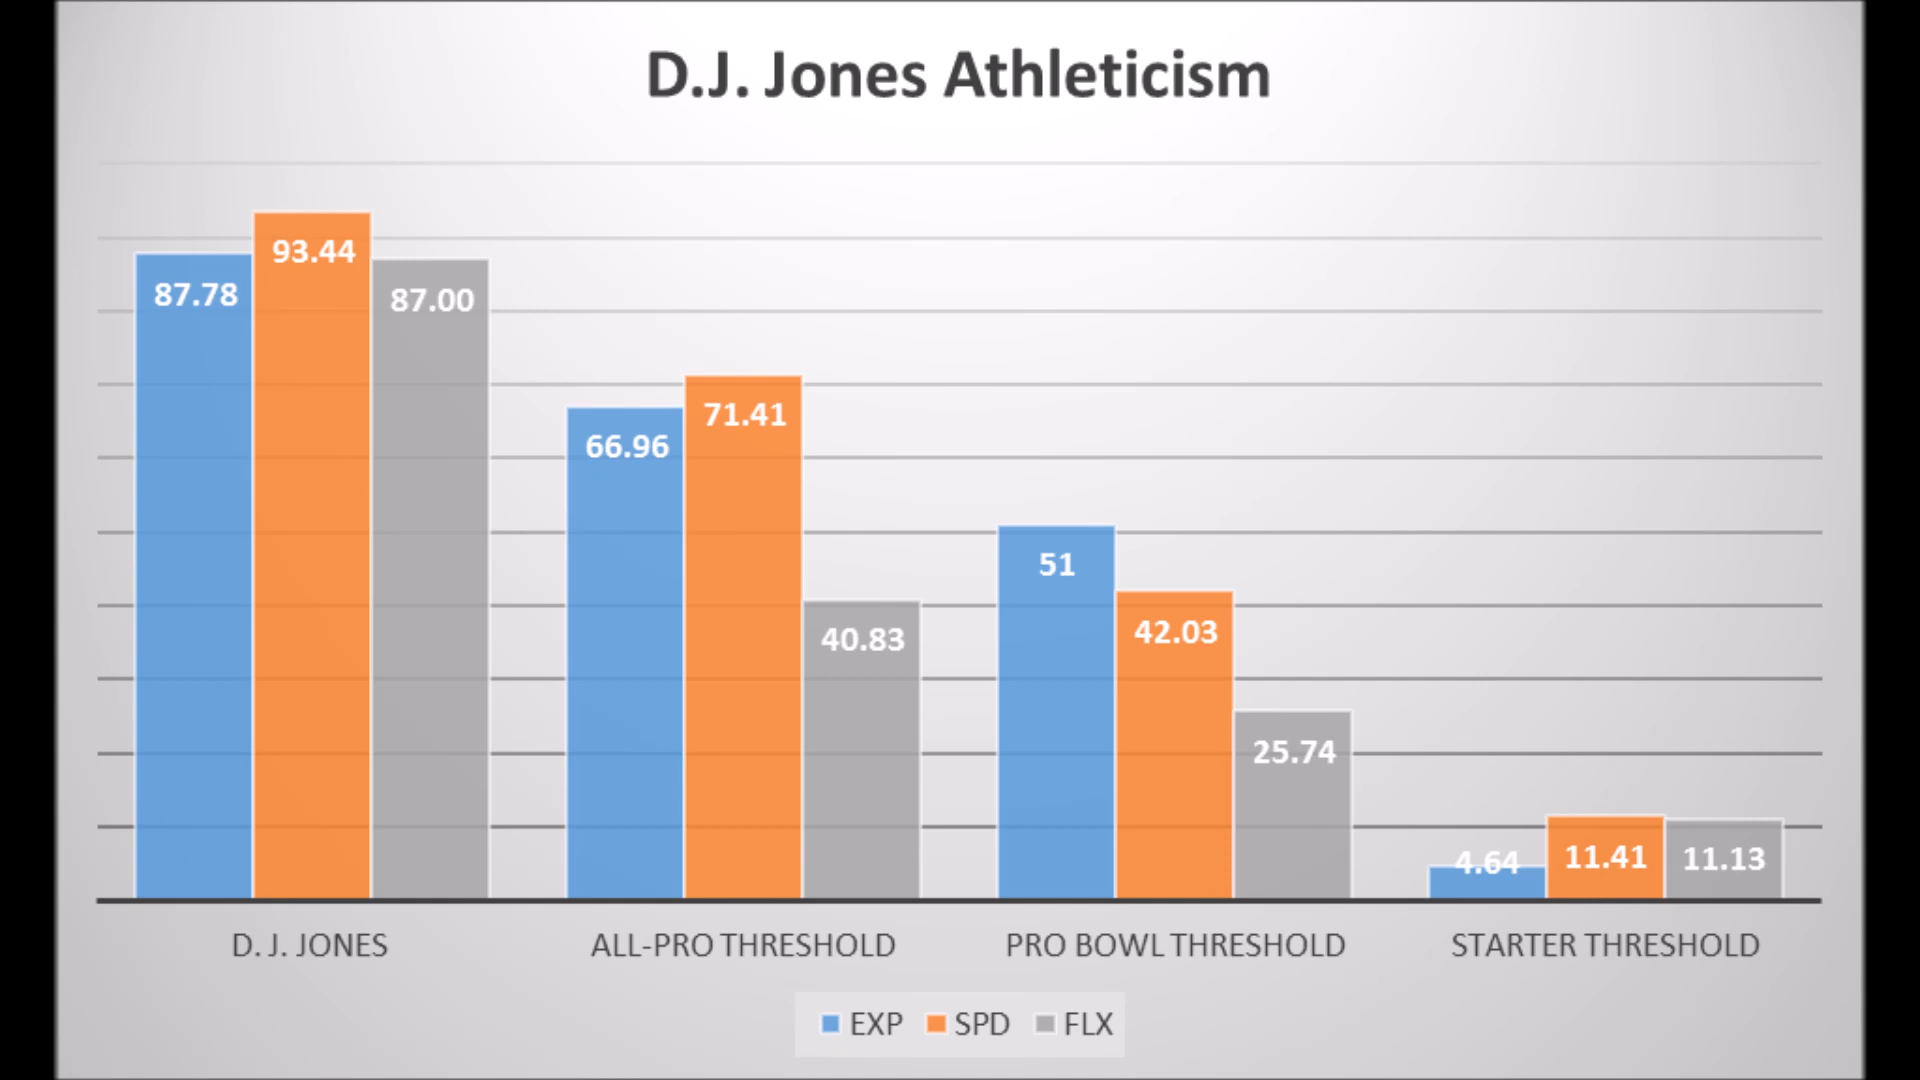 D.J. Jones Athleticism
93.44
87.78
87.00
71.41
66.96
40.83
51
42.03
25.74
4.64
11.41
11.13
D. J. JONES
ALL-PRO THRESHOLD
PRO BOWL THRESHOLD
STARTER THRESHOLD
EXP SPD FLX